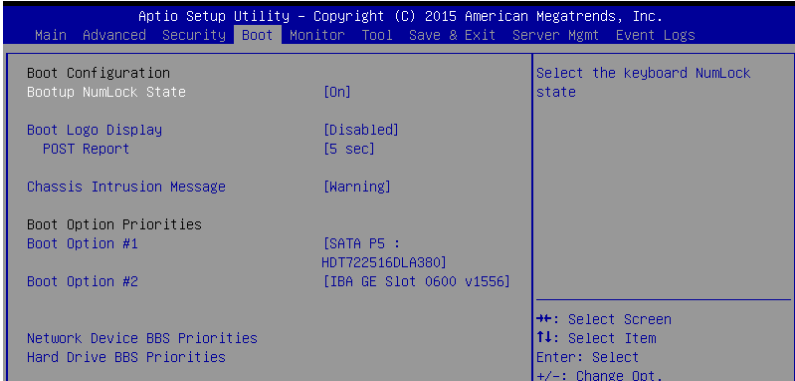 Aptio Setup Utility – Copyright (C) 2015 American Megatrends, Inc.
Main Advanced Security Boot Monitor Tool Save & Exit Server Mgmt Event Logs
Boot Configuration
Bootup NumLock State [On]
Boot Logo Display [Disabled]
POST Report [5 sec]
Chassis Intrusion Message [Warning]
Boot Option Priorities
Boot Option #1 [SATA P5 :
HDT722516DLA380]
Boot Option #2 [IBA GE Slot 0600 v1556]
Network Device BBS Priorities
Hard Drive BBS Priorities
Select the keyboard NumLock
state
→←: Select Screen
↑↓: Select Item
Enter: Select
+/-: Change Opt.